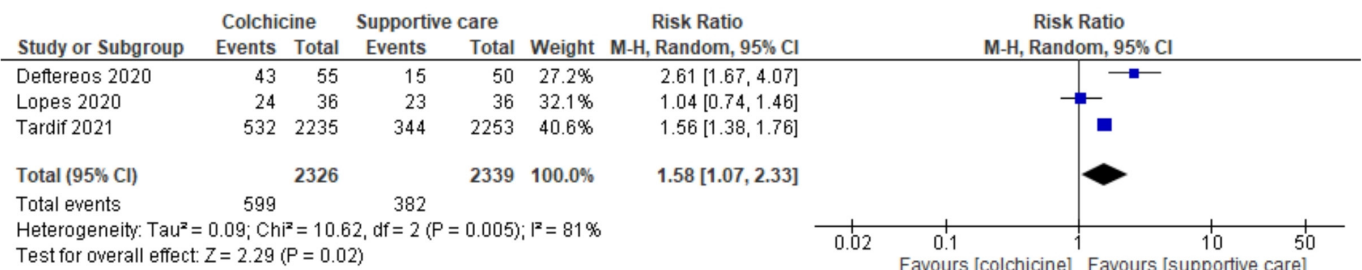 Colchicine Supportive care Risk Ratio Risk Ratio
Study or Subgroup Events Total Events Total Weight M-H, Random, 95% CI M-H, Random, 95% CI
Deftereos 2020 43 55 15 50 27.2% 2.61 [1.67, 4.07]
Lopes 2020 24 36 23 36 32.1% 1.04 [0.74, 1.46]
Tardif 2021 532 2235 344 2253 40.6% 1.56 [1.38, 1.76]
Total (95% CI) 2326 2339 100.0% 1.58 [1.07, 2.33]
Total events 599 382
Heterogeneity: Tau² = 0.09; Chi² = 10.62, df = 2 (P = 0.005); I² = 81%
Test for overall effect: Z = 2.29 (P = 0.02)
0.02 0.1 1 10 50
Favours [colchicine] Favours [supportive care]